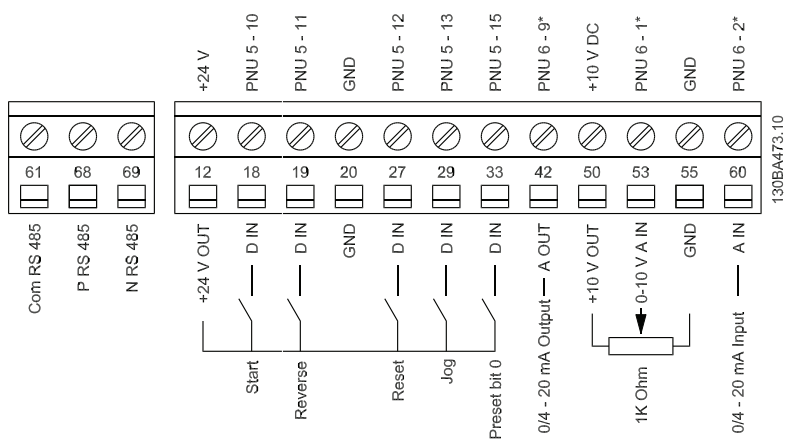 +24 V
PNU 5 - 10
PNU 5 - 11
GND
PNU 5 - 12
PNU 5 - 13
PNU 5 - 15
PNU 6 - 9*
+10 V DC
PNU 6 - 1*
GND
PNU 6 - 2*
61 68 69
12 18 19 20 27 29 33 42 50 53 55 60
130BA473.10
Com RS 485
P RS 485
N RS 485
+24 V OUT
D IN
D IN
GND
D IN
D IN
D IN
0/4 - 20 mA Output — A OUT
+10 V OUT
0-10 V A IN
GND
0/4 - 20 mA Input — A IN
Start
Reverse
Reset
Jog
Preset bit 0
1K Ohm